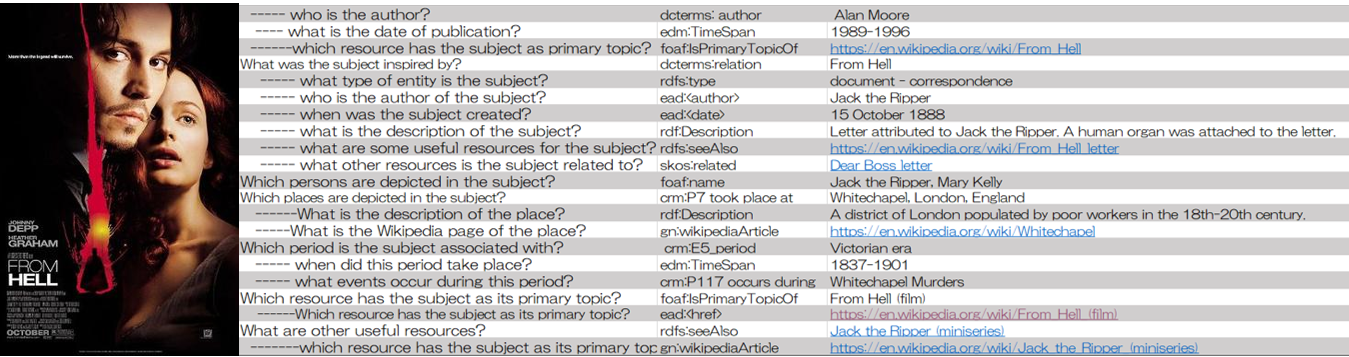 More than the legend will survive.
JOHNNY
DEPP
HEATHER
GRAHAM
FROM
HELL
OCTOBER
----- who is the author? dcterms: author Alan Moore
---- what is the date of publication? edm:TimeSpan 1989-1996
------which resource has the subject as primary topic? foaf:IsPrimaryTopicOf https://en.wikipedia.org/wiki/From_Hell
What was the subject inspired by? dcterms:relation From Hell
----- what type of entity is the subject? rdfs:type document - correspondence
----- who is the author of the subject? ead:<author> Jack the Ripper
----- when was the subject created? ead:<date> 15 October 1888
----- what is the description of the subject? rdf:Description Letter attributed to Jack the Ripper. A human organ was attached to the letter.
----- what are some useful resources for the subject? rdfs:seeAlso https://en.wikipedia.org/wiki/From_Hell_letter
----- what other resources is the subject related to? skos:related Dear Boss letter
Which persons are depicted in the subject? foaf:name Jack the Ripper, Mary Kelly
Which places are depicted in the subject? crm:P7 took place at Whitechapel, London, England
------What is the description of the place? rdf:Description A district of London populated by poor workers in the 18th-20th century.
-----What is the Wikipedia page of the place? gn:wikipediaArticle https://en.wikipedia.org/wiki/Whitechapel
Which period is the subject associated with? crm:E5_period Victorian era
----- when did this period take place? edm:TimeSpan 1837-1901
----- what events occur during this period? crm:P117 occurs during Whitechapel Murders
Which resource has the subject as its primary topic? foaf:IsPrimaryTopicOf From Hell (film)
------Which resource has the subject as its primary topic? ead:<href> https://en.wikipedia.org/wiki/From_Hell_(film)
What are other useful resources? rdfs:seeAlso Jack the Ripper (miniseries)
-------which resource has the subject as its primary top gn:wikipediaArticle https://en.wikipedia.org/wiki/Jack_the_Ripper_(miniseries)